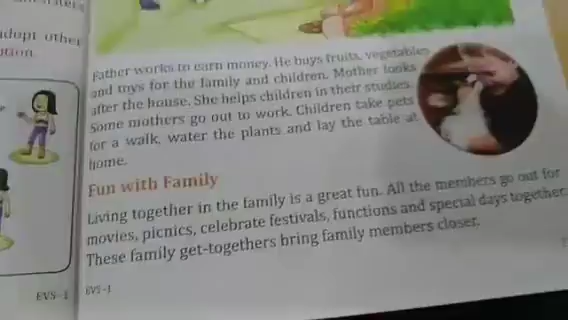 adopt other
Father works to earn money. He buys fruits, vegetables
and toys for the family and children. Mother looks
after the house. She helps children in their studies.
Some mothers go out to work. Children take pets
for a walk, water the plants and lay the table at
home.
Fun with Family
Living together in the family is a great fun. All the members go out for
movies, picnics, celebrate festivals, functions and special days together.
These family get-togethers bring family members closer.
EVS-1
EVS-1